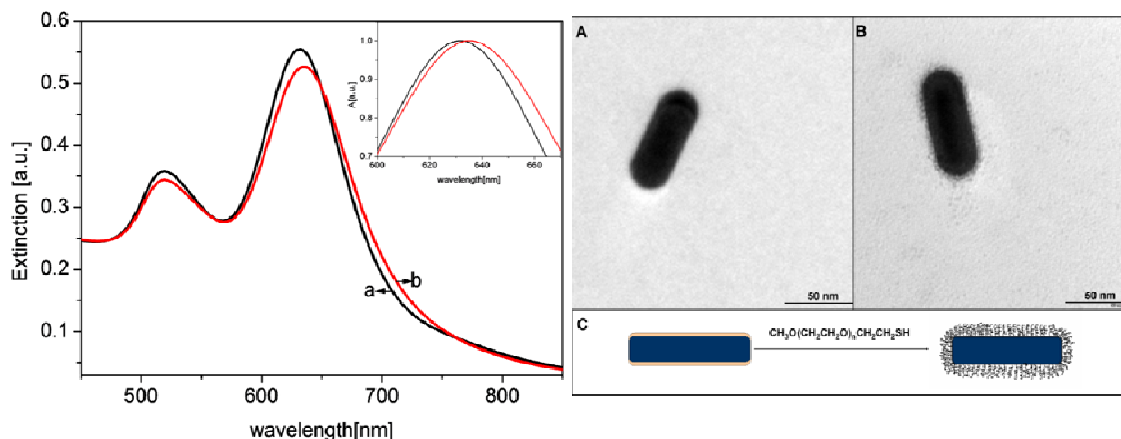 Extinction [a.u.]
0.6
0.5
0.4
0.3
0.2
0.1
500
600
700
800
wavelength[nm]
a
b
A[a.u.]
1.0
0.9
0.8
0.7
600
620
640
660
wavelength[nm]
A
50 nm
B
50 nm
C
CH₃O(CH₂CH₂O)ₙCH₂CH₂SH